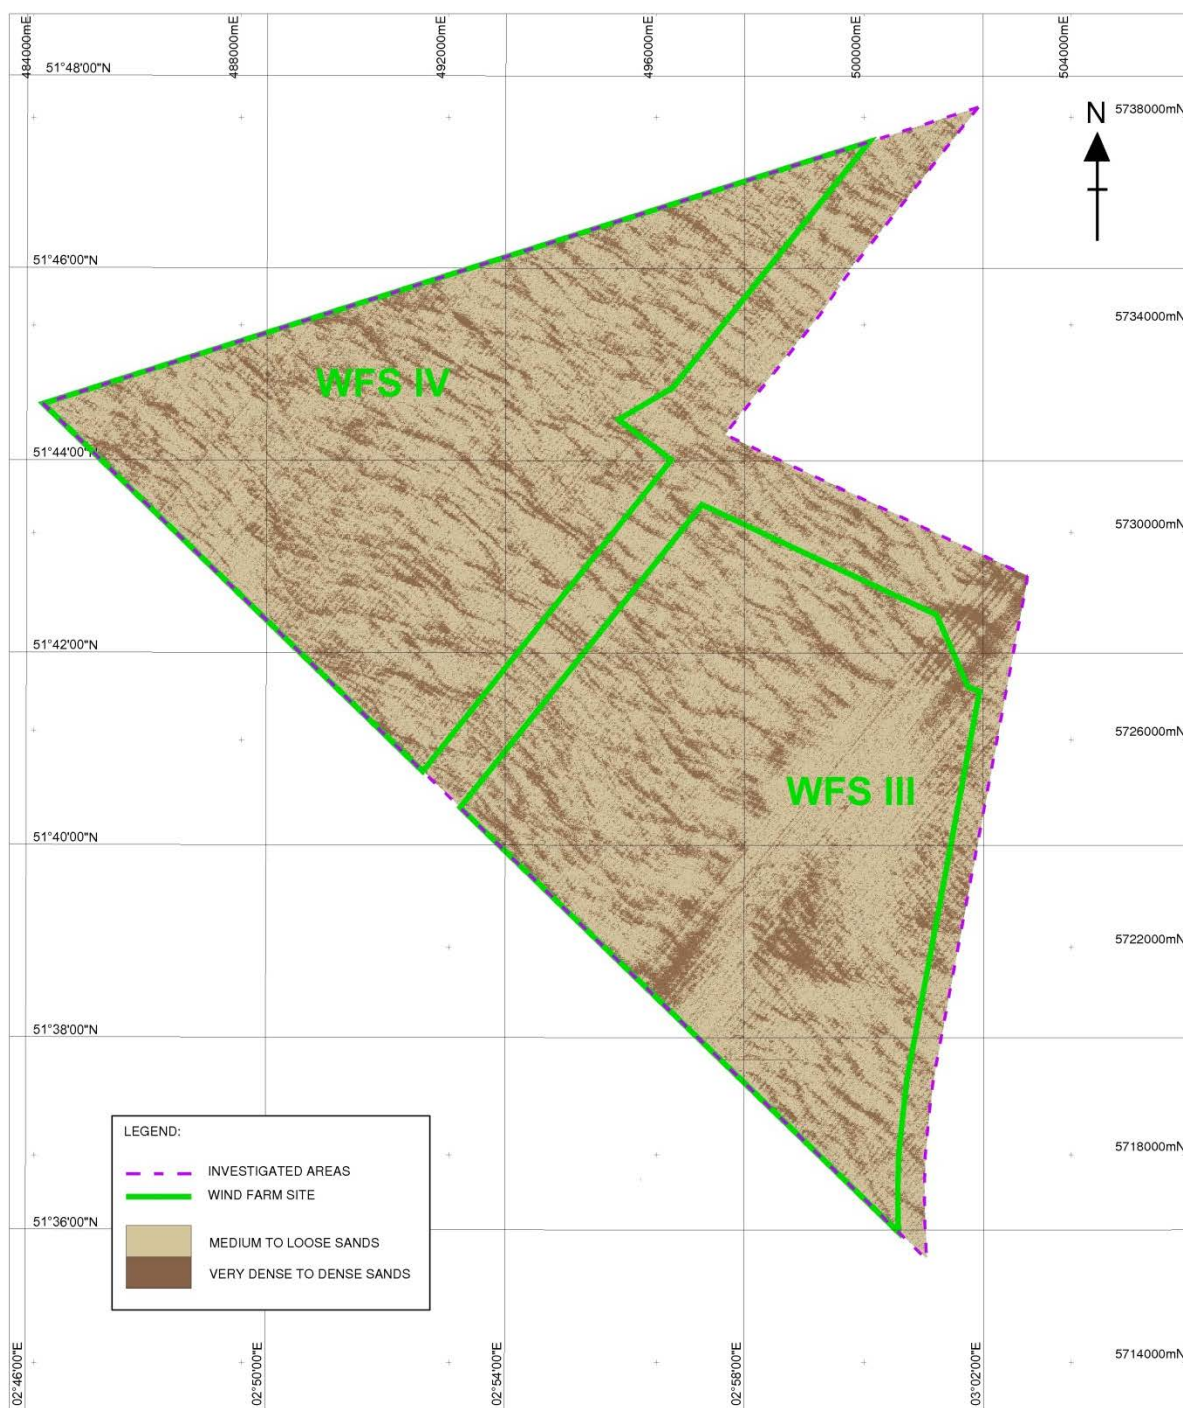 484000mE
488000mE
492000mE
496000mE
500000mE
504000mE
51°48'00"N
5738000mN
N
51°46'00"N
5734000mN
WFS IV
51°44'00"N
5730000mN
51°42'00"N
5726000mN
WFS III
51°40'00"N
5722000mN
51°38'00"N
LEGEND:
5718000mN
INVESTIGATED AREAS
WIND FARM SITE
51°36'00"N
MEDIUM TO LOOSE SANDS
VERY DENSE TO DENSE SANDS
5714000mN
02°46'00"E
02°50'00"E
02°54'00"E
02°58'00"E
03°02'00"E